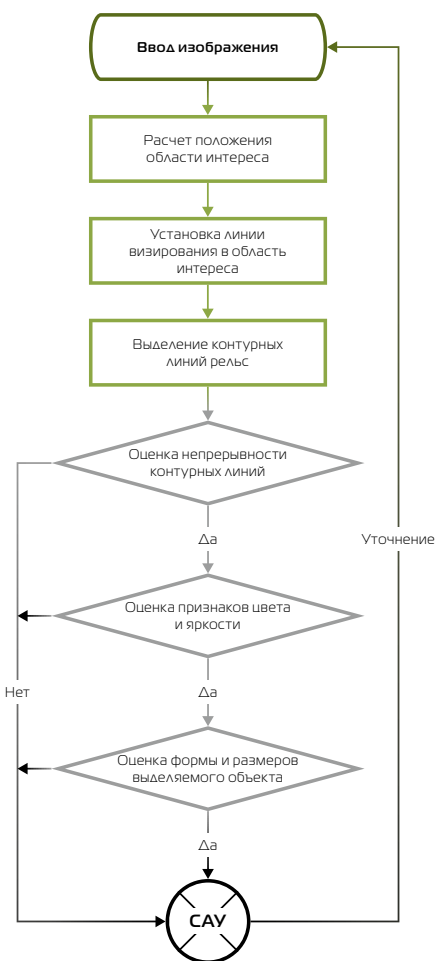 Ввод изображения
Расчет положения
области интереса
Установка линии
визирования в область
интереса
Выделение контурных
линий рельс
Оценка непрерывности
контурных линий
Да
Уточнение
Оценка признаков цвета
и яркости
Нет
Да
Оценка формы и размеров
выделяемого объекта
Да
САУ